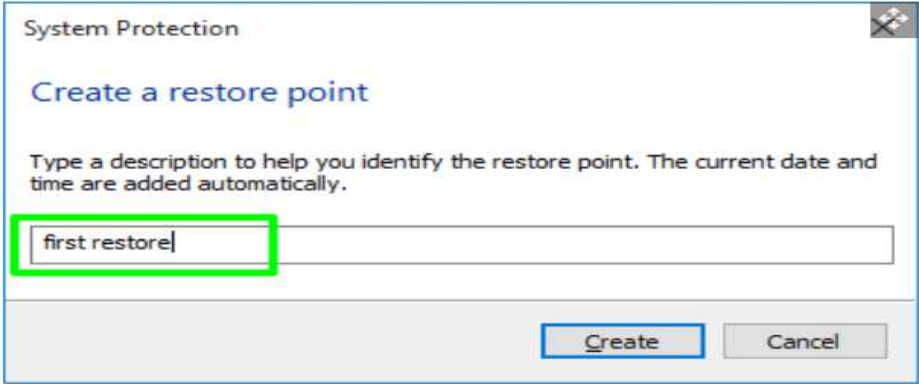 System Protection
Create a restore point
Type a description to help you identify the restore point. The current date and
time are added automatically.
first restore
Create
Cancel